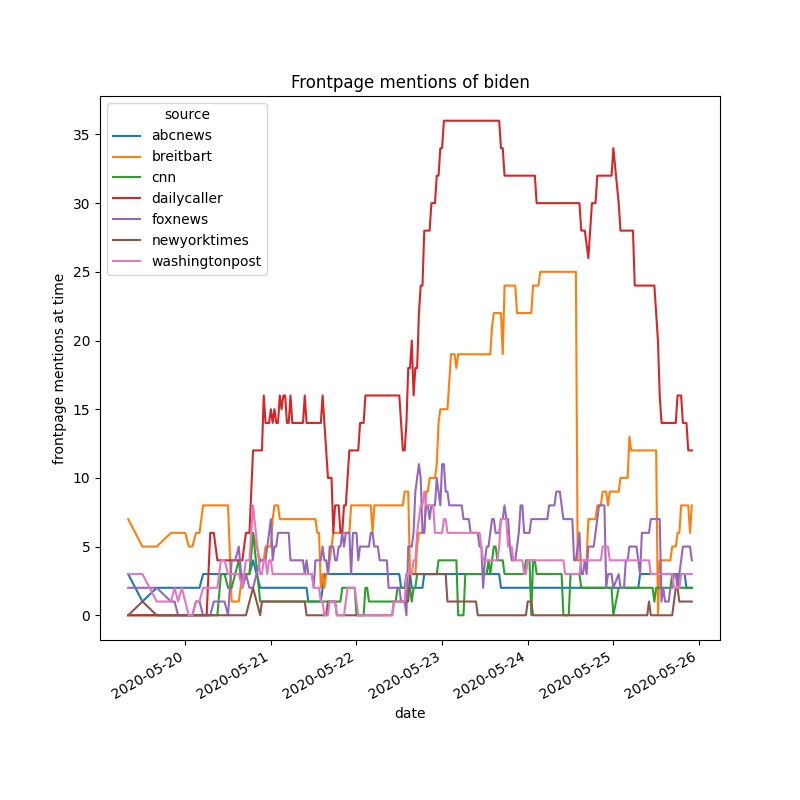 Frontpage mentions of biden
source
abcnews
breitbart
cnn
dailycaller
foxnews
newyorktimes
washingtonpost
frontpage mentions at time
35
30
25
20
15
10
5
0
2020-05-20
2020-05-21
2020-05-22
2020-05-23
2020-05-24
2020-05-25
2020-05-26
date